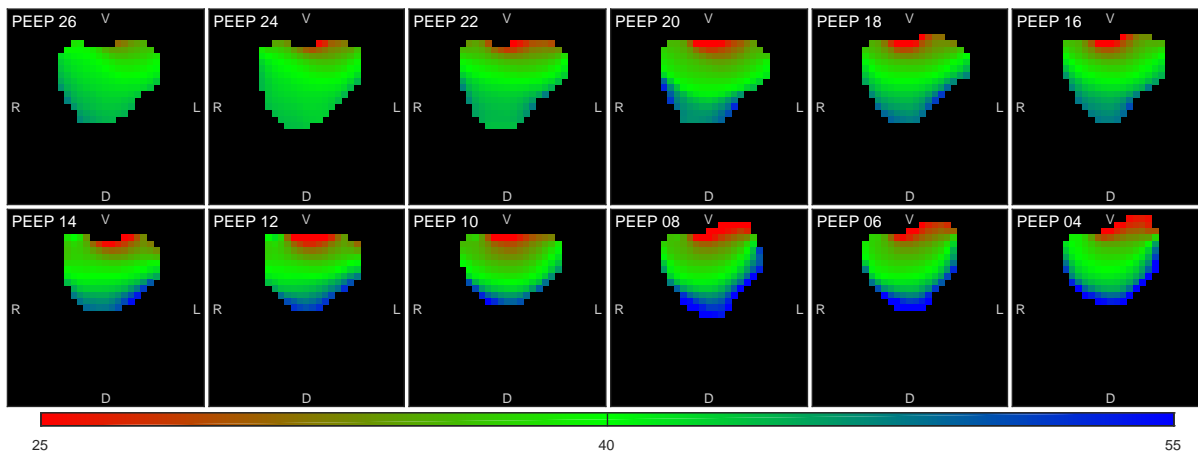 PEEP 26 V R L D
PEEP 24 V D
PEEP 22 V D
PEEP 20 V R L D
PEEP 18 V D
PEEP 16 V R L D
PEEP 14 V R L D
PEEP 12 V D
PEEP 10 V D
PEEP 08 V R L D
PEEP 06 V D
PEEP 04 V R L D
25 40 55